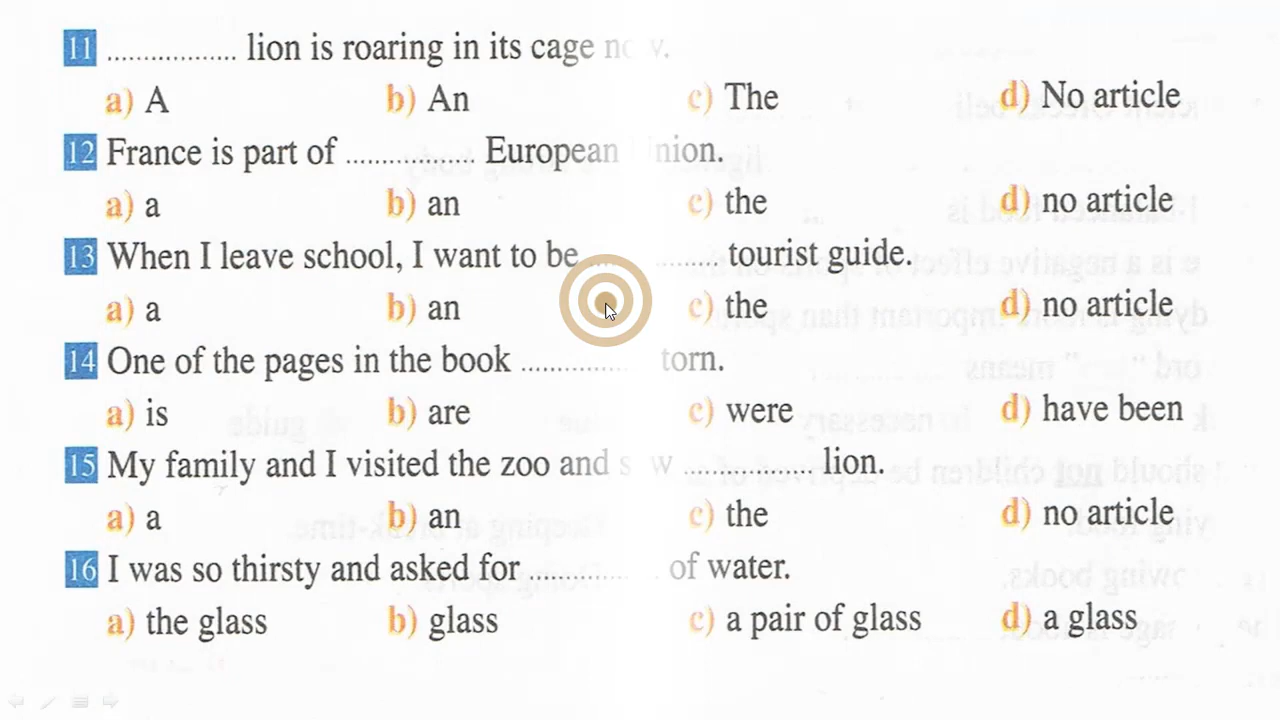 11 .................. lion is roaring in its cage now.
a) A b) An c) The d) No article
12 France is part of .................. European Union.
a) a b) an c) the d) no article
13 When I leave school, I want to be .................. tourist guide.
a) a b) an c) the d) no article
14 One of the pages in the book .................. torn.
a) is b) are c) were d) have been
15 My family and I visited the zoo and saw .................. lion.
a) a b) an c) the d) no article
16 I was so thirsty and asked for .................. of water.
a) the glass b) glass c) a pair of glass d) a glass